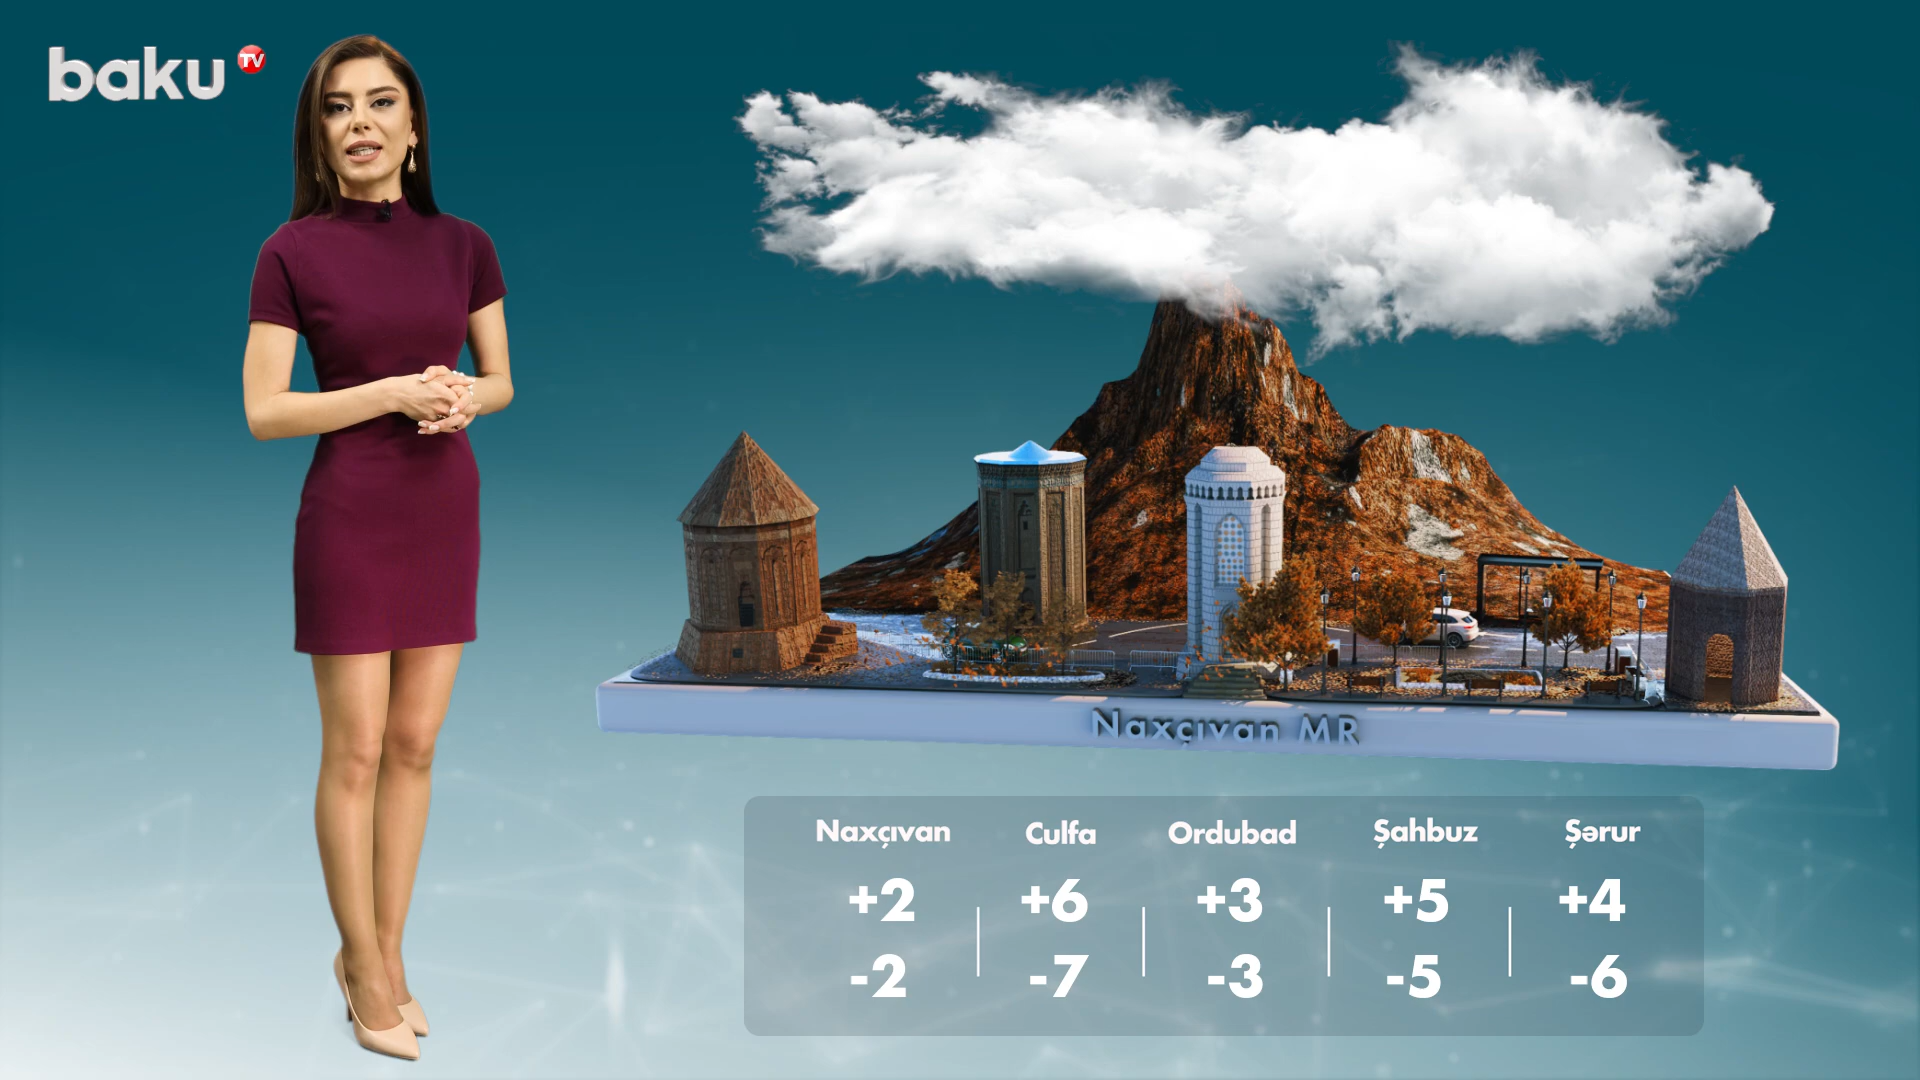 baku TV
Naxçıvan MR
Naxçıvan Culfa Ordubad Şahbuz Şərur
+2 +6 +3 +5 +4
-2 -7 -3 -5 -6